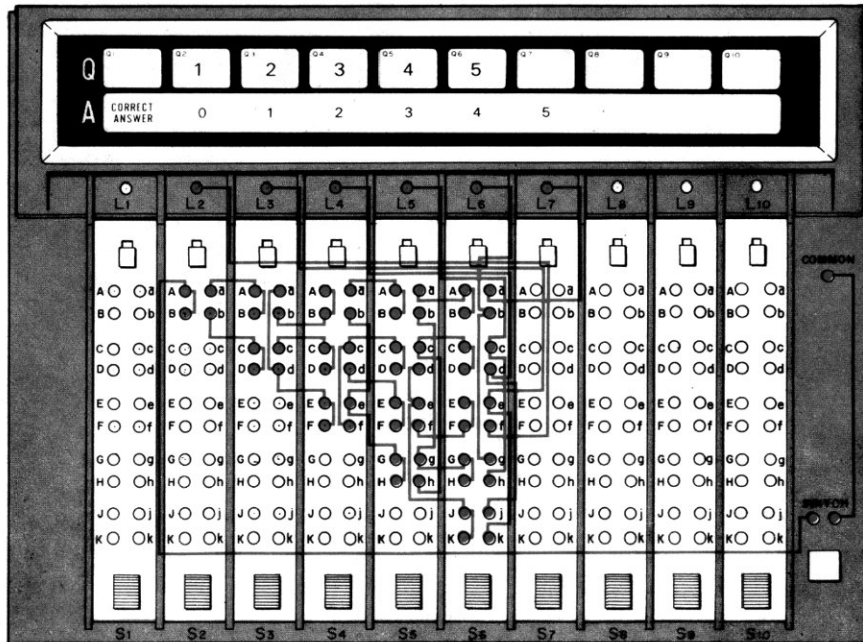 Q1 Q2 Q3 Q4 Q5 Q6 Q7 Q8 Q9 Q10
Q 1 2 3 4 5
A CORRECT ANSWER 0 1 2 3 4 5
L1 L2 L3 L4 L5 L6 L7 L8 L9 L10
COMMON
A a A a A a A a A a A a A a A a A a A a
B b B b B b B b B b B b B b B b B b B b
C c C c C c C c C c C c C c C c C c C c
D d D d D d D d D d D d D d D d D d D d
E e E e E e E e E e E e E e E e E e E e
F f F f F f F f F f F f F f F f F f F f
G g G g G g G g G g G g G g G g G g G g
H h H h H h H h H h H h H h H h H h H h
J j J j J j J j J j J j J j J j J j J j
K k K k K k K k K k K k K k K k K k K k
S1 S2 S3 S4 S5 S6 S7 S8 S9 S10